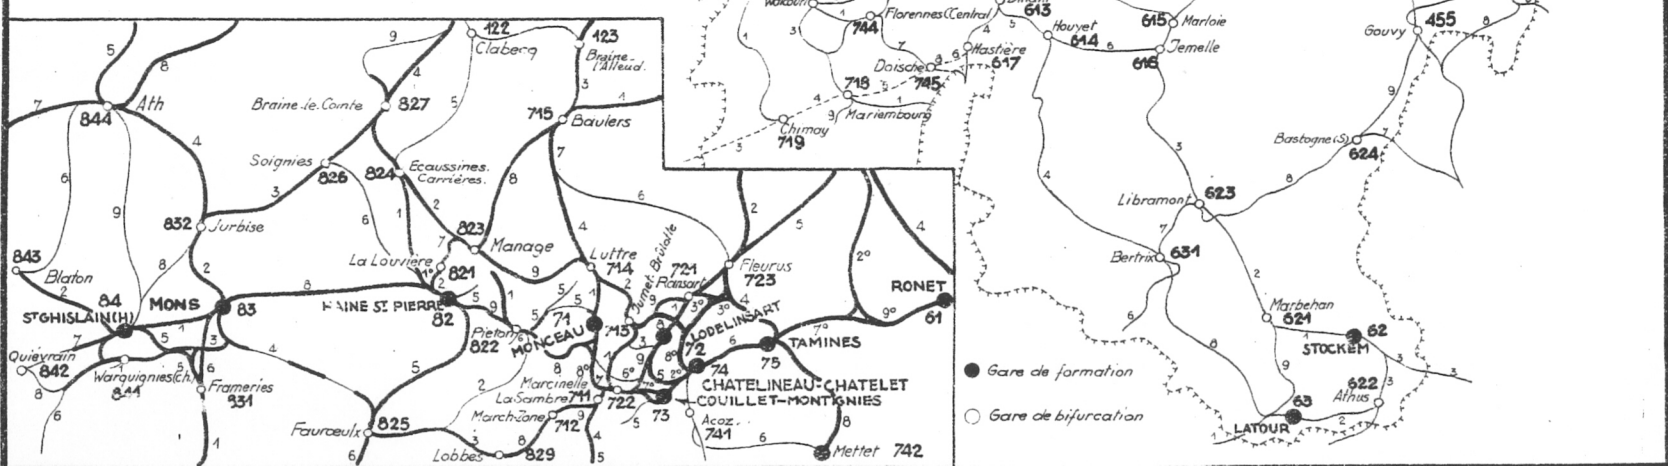 122
Clabecq
123
Braine-l'Alleud.
Braine-le-Comte
827
Ath
844
715
Baulers
Soignies
826
824
Ecaussines.
Carrières.
832
Jurbise
823
Manage
843
Blaton
La Louvière
821
Luttre
714
721
Ransart
Fleurus
723
84
ST GHISLAIN(H)
MONS
83
HAINE ST PIERRE
82
Pieton
822
71
MONCEAU
713
LODELINSART
72
RONET
61
75
TAMINES
74
Quiévrain
842
Warquignies(ch.)
Frameries
831
Marcinelle
La Sambre
711
722
73
CHATELINEAU-CHATELET
COUILLET-MONTIGNIES
March-Zone
712
Acoz.
741
Faurœulx
825
Lobbes
829
Mettet 742
Florennes(Central
744
613
Houyet
614
615
Marloie
Jemelle
616
Hastière
617
Doische
745
718
Mariembourg
Chimay
719
Gouvy
455
Bastogne(S)
624
Libramont
623
Bertrix
631
Marbehan
621
62
STOCKEM
622
Athus
63
LATOUR
Gare de formation
Gare de bifurcation